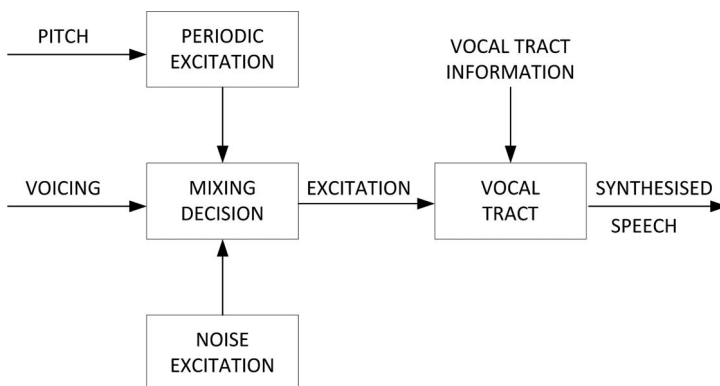 PITCH
PERIODIC
EXCITATION
VOCAL TRACT
INFORMATION
VOICING
MIXING
DECISION
EXCITATION
VOCAL
TRACT
SYNTHESISED
SPEECH
NOISE
EXCITATION